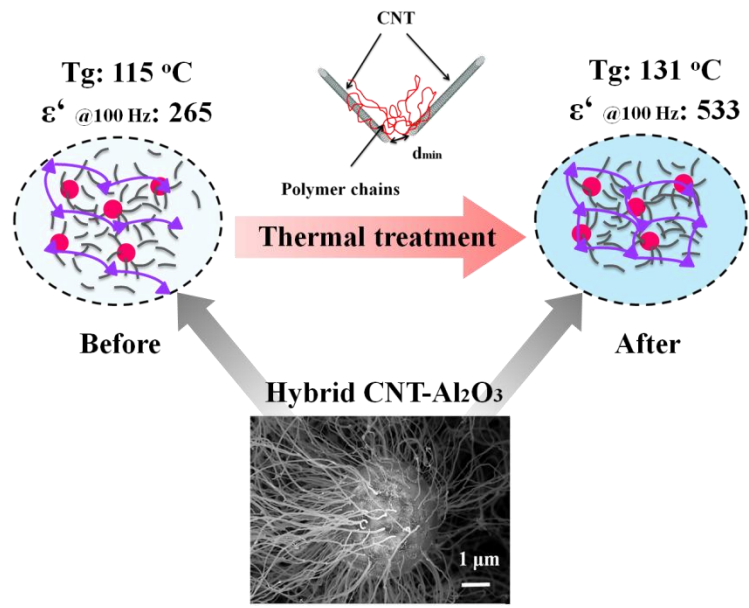 CNT
Tg: 115 °C
ε‘ @100 Hz: 265
Tg: 131 °C
ε‘ @100 Hz: 533
dmin
Polymer chains
Thermal treatment
Before
After
Hybrid CNT-Al₂O₃
1 μm